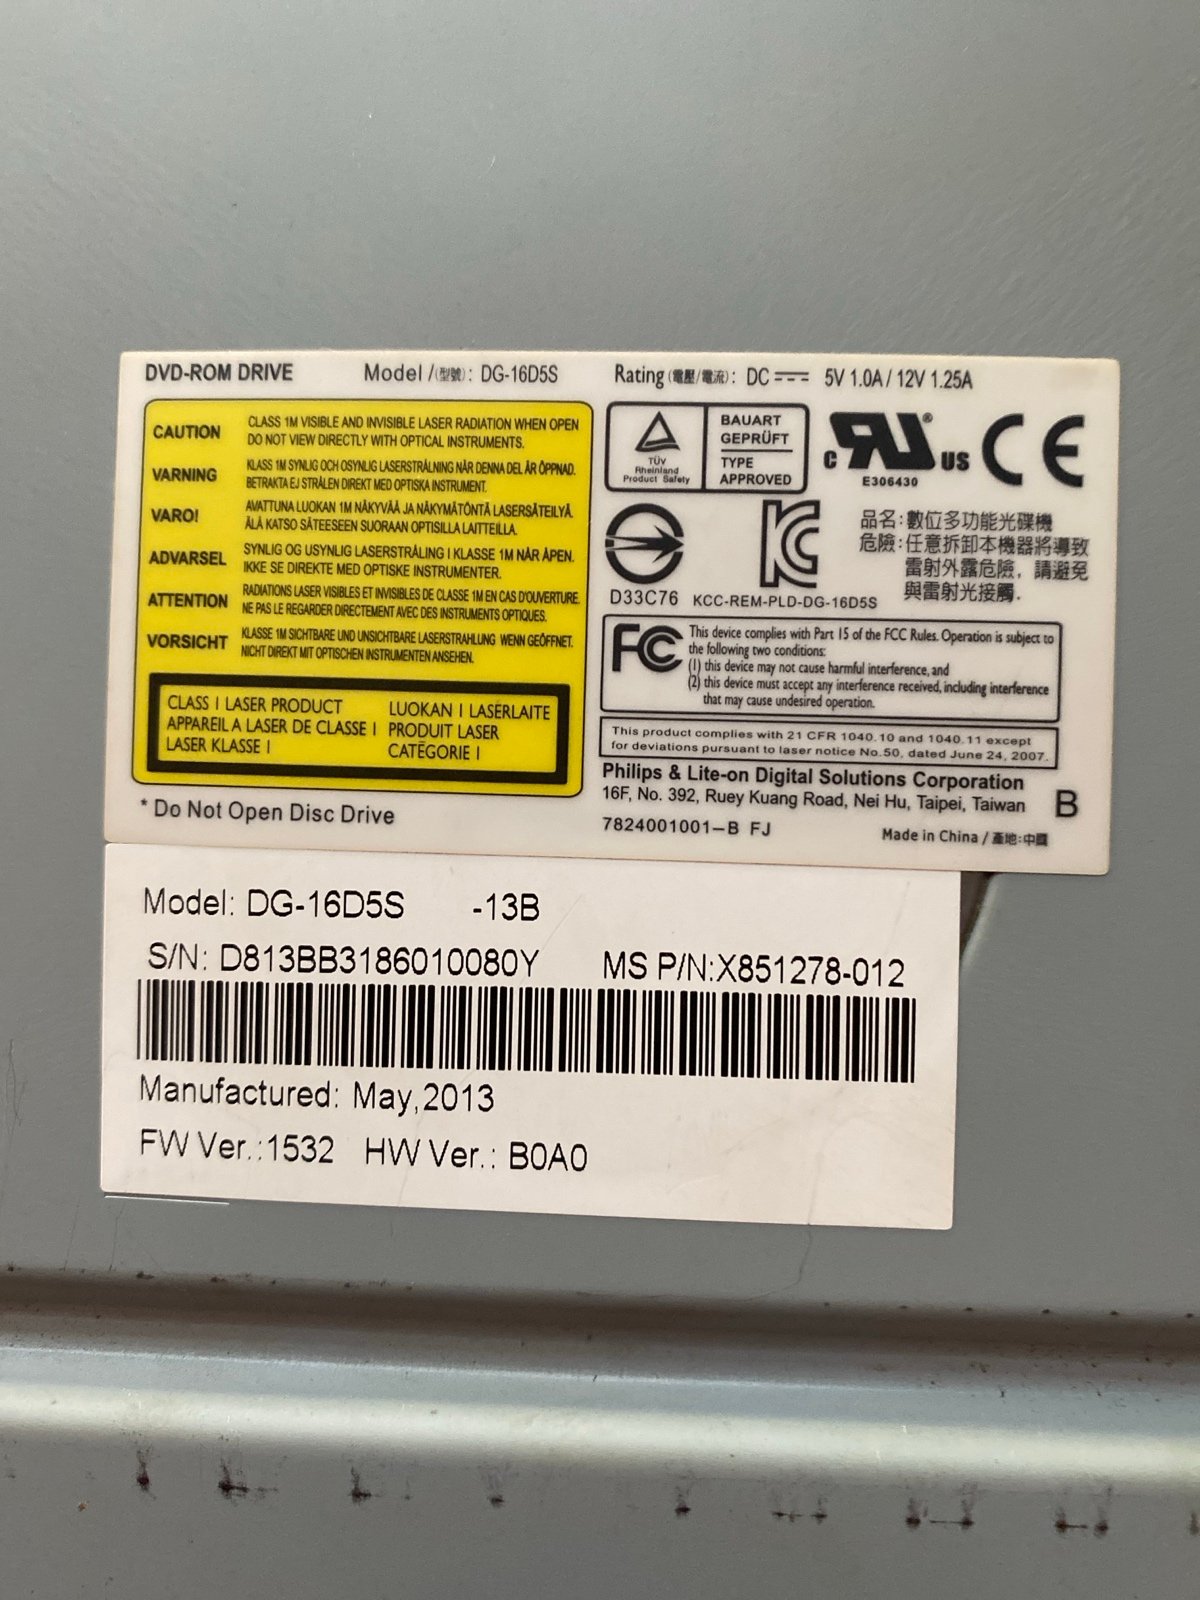 DVD-ROM DRIVE Model /(型號): DG-16D5S Rating (電壓/電流): DC 5V 1.0A / 12V 1.25A
CAUTION CLASS 1M VISIBLE AND INVISIBLE LASER RADIATION WHEN OPEN
DO NOT VIEW DIRECTLY WITH OPTICAL INSTRUMENTS.
VARNING KLASS 1M SYNLIG OCH OSYNLIG LASERSTRÅLNING NÄR DENNA DEL ÄR ÖPPNAD.
BETRAKTA EJ STRÅLEN DIREKT MED OPTISKA INSTRUMENT.
VARO! AVATTUNA LUOKAN 1M NÄKYVÄÄ JA NÄKYMÄTÖNTÄ LASERSÄTEILYÄ.
ÄLÄ KATSO SÄTEESEEN SUORAAN OPTISILLA LAITTEILLA.
ADVARSEL SYNLIG OG USYNLIG LASERSTRÅLING I KLASSE 1M NÅR ÅPEN.
IKKE SE DIREKTE MED OPTISKE INSTRUMENTER.
ATTENTION RADIATIONS LASER VISIBLES ET INVISIBLES DE CLASSE 1M EN CAS D'OUVERTURE.
NE PAS LE REGARDER DIRECTEMENT AVEC DES INSTRUMENTS OPTIQUES.
VORSICHT KLASSE 1M SICHTBARE UND UNSICHTBARE LASERSTRAHLUNG WENN GEÖFFNET.
NICHT DIREKT MIT OPTISCHEN INSTRUMENTEN ANSEHEN.
CLASS 1 LASER PRODUCT
APPAREIL A LASER DE CLASSE 1
LASER KLASSE 1
LUOKAN 1 LASERLAITE
PRODUIT LASER
CATÉGORIE 1
* Do Not Open Disc Drive
TÜV
Rheinland
Product Safety
BAUART
GEPRÜFT
TYPE
APPROVED
c RU ® US
E306430
CE
D33C76
KCC-REM-PLD-DG-16D5S
品名：數位多功能光碟機
危險：任意拆卸本機器將導致
雷射外露危險，請避免
與雷射光接觸.
FC This device complies with Part 15 of the FCC Rules. Operation is subject to
the following two conditions:
(1) this device may not cause harmful interference, and
(2) this device must accept any interference received, including interference
that may cause undesired operation.
This product complies with 21 CFR 1040.10 and 1040.11 except
for deviations pursuant to laser notice No.50, dated June 24, 2007.
Philips & Lite-on Digital Solutions Corporation
16F, No. 392, Ruey Kuang Road, Nei Hu, Taipei, Taiwan B
7824001001-B FJ Made in China / 產地:中國
Model: DG-16D5S -13B
S/N: D813BB3186010080Y MS P/N:X851278-012
Manufactured: May,2013
FW Ver.:1532 HW Ver.: B0A0